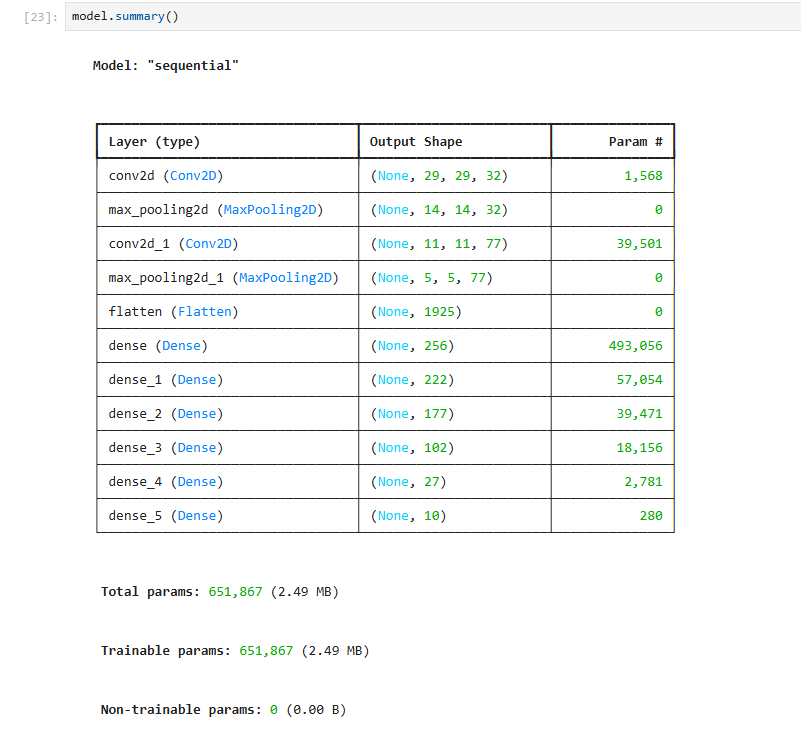 [23]: model.summary()
Model: "sequential"
Layer (type) Output Shape Param #
conv2d (Conv2D) (None, 29, 29, 32) 1,568
max_pooling2d (MaxPooling2D) (None, 14, 14, 32) 0
conv2d_1 (Conv2D) (None, 11, 11, 77) 39,501
max_pooling2d_1 (MaxPooling2D) (None, 5, 5, 77) 0
flatten (Flatten) (None, 1925) 0
dense (Dense) (None, 256) 493,056
dense_1 (Dense) (None, 222) 57,054
dense_2 (Dense) (None, 177) 39,471
dense_3 (Dense) (None, 102) 18,156
dense_4 (Dense) (None, 27) 2,781
dense_5 (Dense) (None, 10) 280
Total params: 651,867 (2.49 MB)
Trainable params: 651,867 (2.49 MB)
Non-trainable params: 0 (0.00 B)